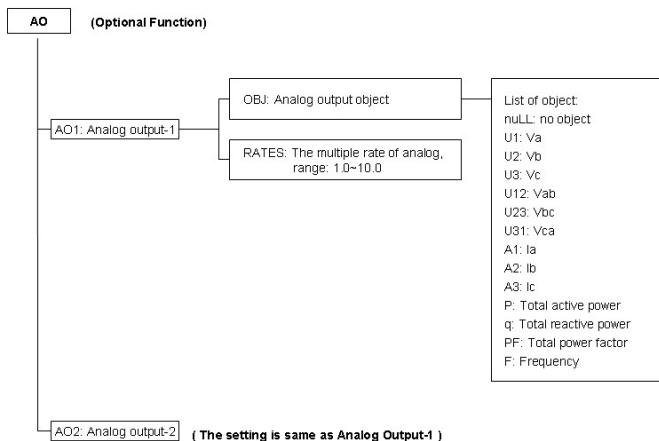 AO (Optional Function)
OBJ: Analog output object
AO1: Analog output-1
RATES: The multiple rate of analog,
range: 1.0~10.0
List of object:
nuLL: no object
U1: Va
U2: Vb
U3: Vc
U12: Vab
U23: Vbc
U31: Vca
A1: Ia
A2: Ib
A3: Ic
P: Total active power
q: Total reactive power
PF: Total power factor
F: Frequency
AO2: Analog output-2 ( The setting is same as Analog Output-1 )